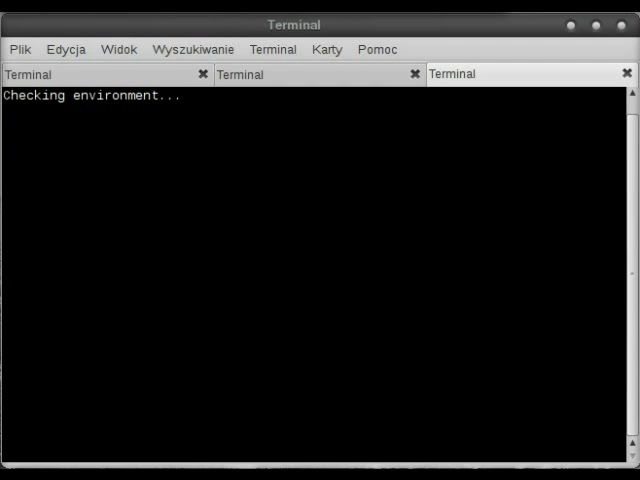 Terminal
Plik Edycja Widok Wyszukiwanie Terminal Karty Pomoc
Terminal Terminal Terminal
Checking environment...